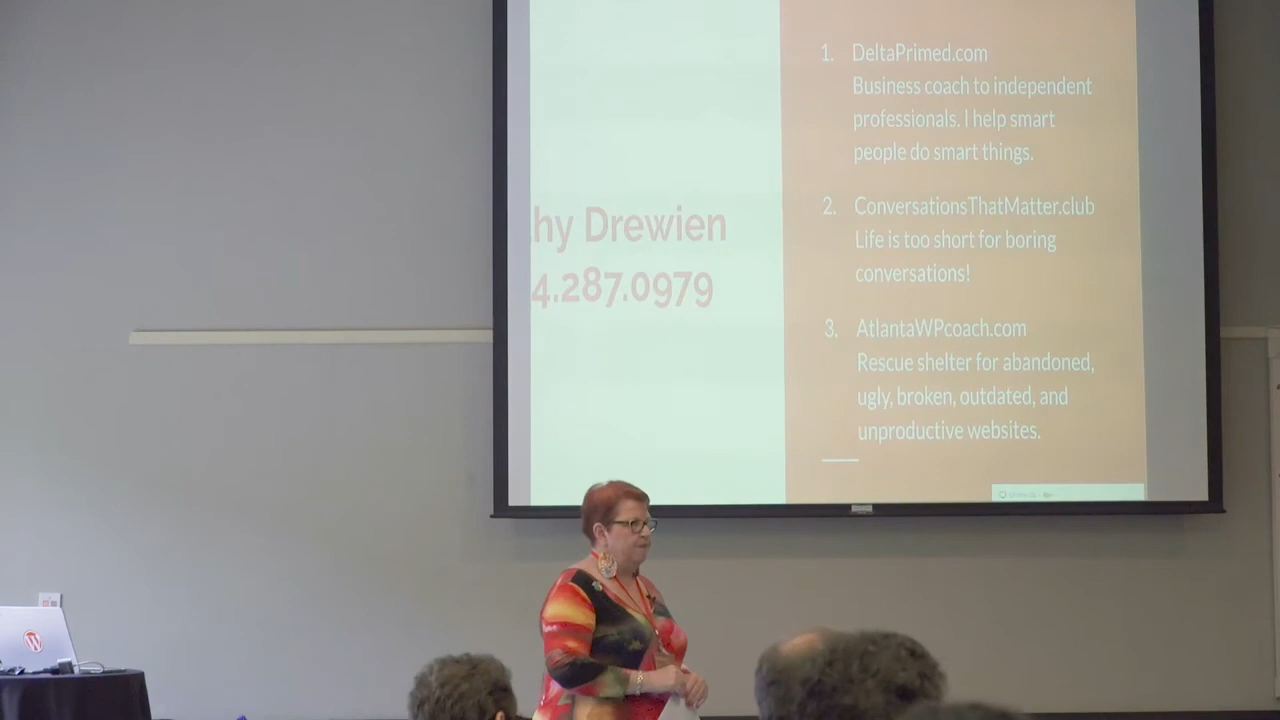 hy Drewien
4.287.0979
1. DeltaPrimed.com
Business coach to independent
professionals. I help smart
people do smart things.
2. ConversationsThatMatter.club
Life is too short for boring
conversations!
3. AtlantaWPcoach.com
Rescue shelter for abandoned,
ugly, broken, outdated, and
unproductive websites.
W